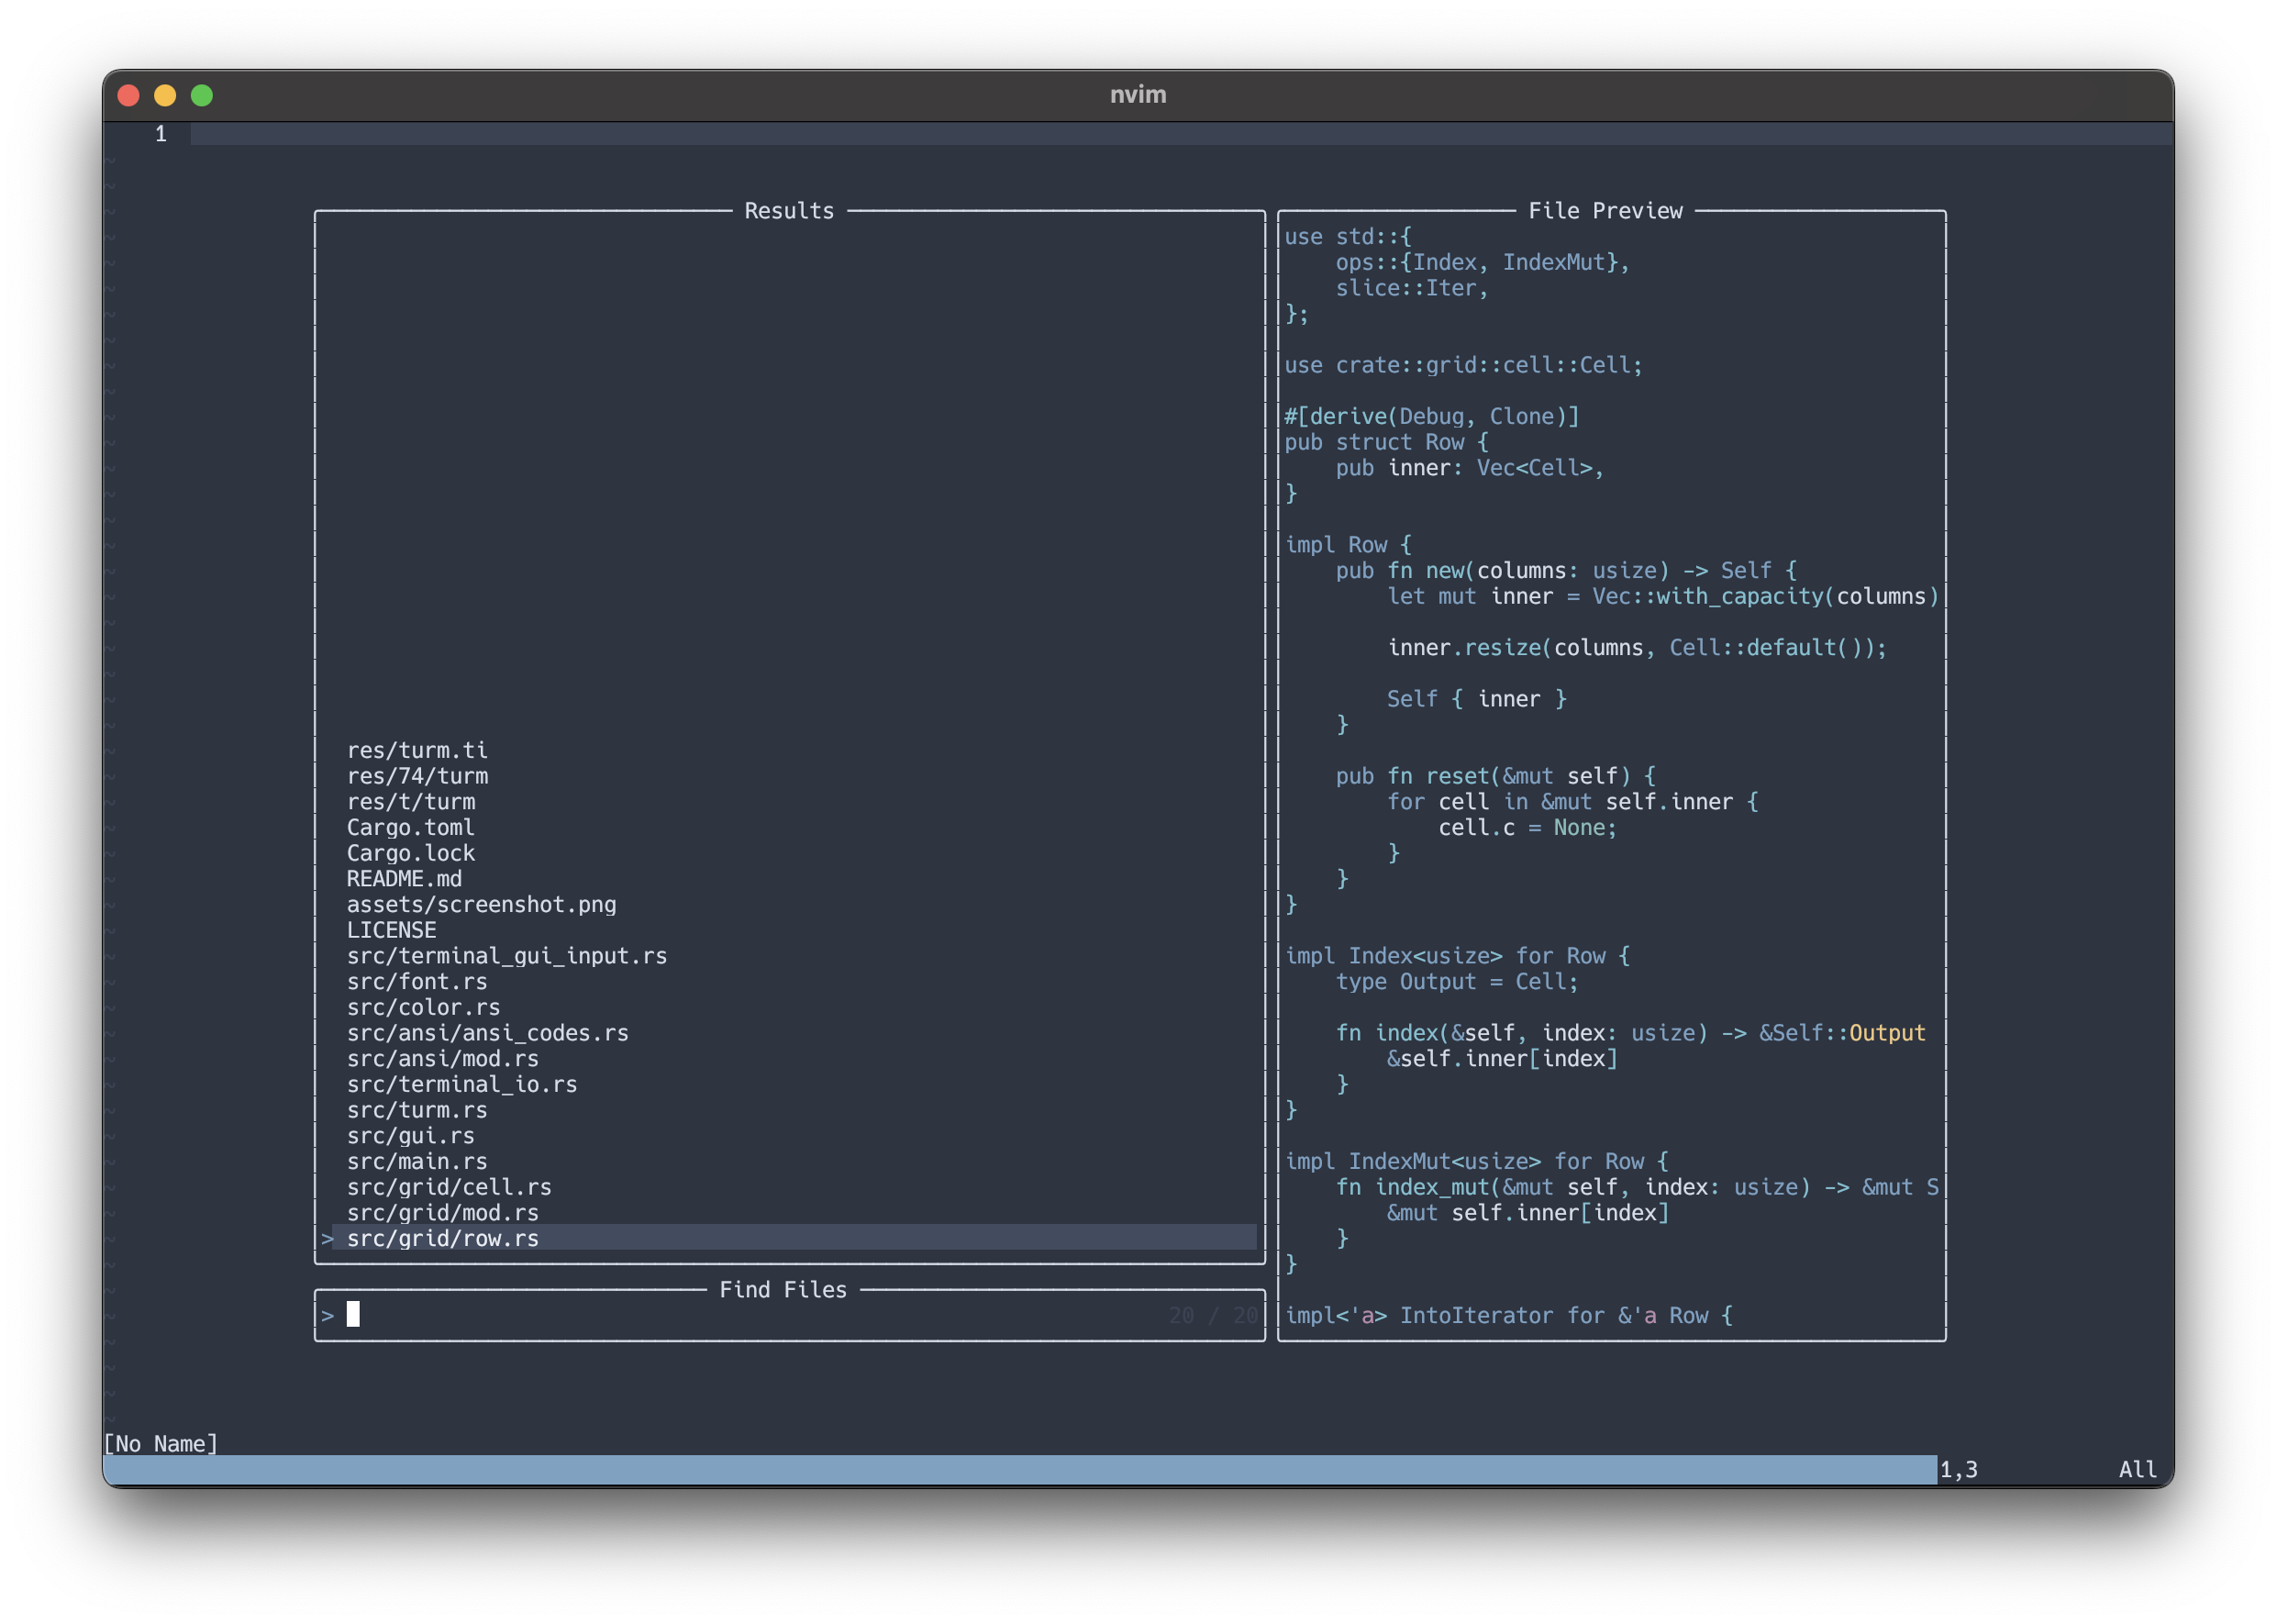 nvim
1
Results
res/turm.ti
res/74/turm
res/t/turm
Cargo.toml
Cargo.lock
README.md
assets/screenshot.png
LICENSE
src/terminal_gui_input.rs
src/font.rs
src/color.rs
src/ansi/ansi_codes.rs
src/ansi/mod.rs
src/terminal_io.rs
src/turm.rs
src/gui.rs
src/main.rs
src/grid/cell.rs
src/grid/mod.rs
> src/grid/row.rs
Find Files
> 20 / 20
File Preview
use std::{
    ops::{Index, IndexMut},
    slice::Iter,
};
use crate::grid::cell::Cell;
#[derive(Debug, Clone)]
pub struct Row {
    pub inner: Vec<Cell>,
}
impl Row {
    pub fn new(columns: usize) -> Self {
        let mut inner = Vec::with_capacity(columns)
        inner.resize(columns, Cell::default());
        Self { inner }
    }
    pub fn reset(&mut self) {
        for cell in &mut self.inner {
            cell.c = None;
        }
    }
}
impl Index<usize> for Row {
    type Output = Cell;
    fn index(&self, index: usize) -> &Self::Output
        &self.inner[index]
    }
}
impl IndexMut<usize> for Row {
    fn index_mut(&mut self, index: usize) -> &mut S
        &mut self.inner[index]
    }
}
impl<'a> IntoIterator for &'a Row {
[No Name]
1,3 All